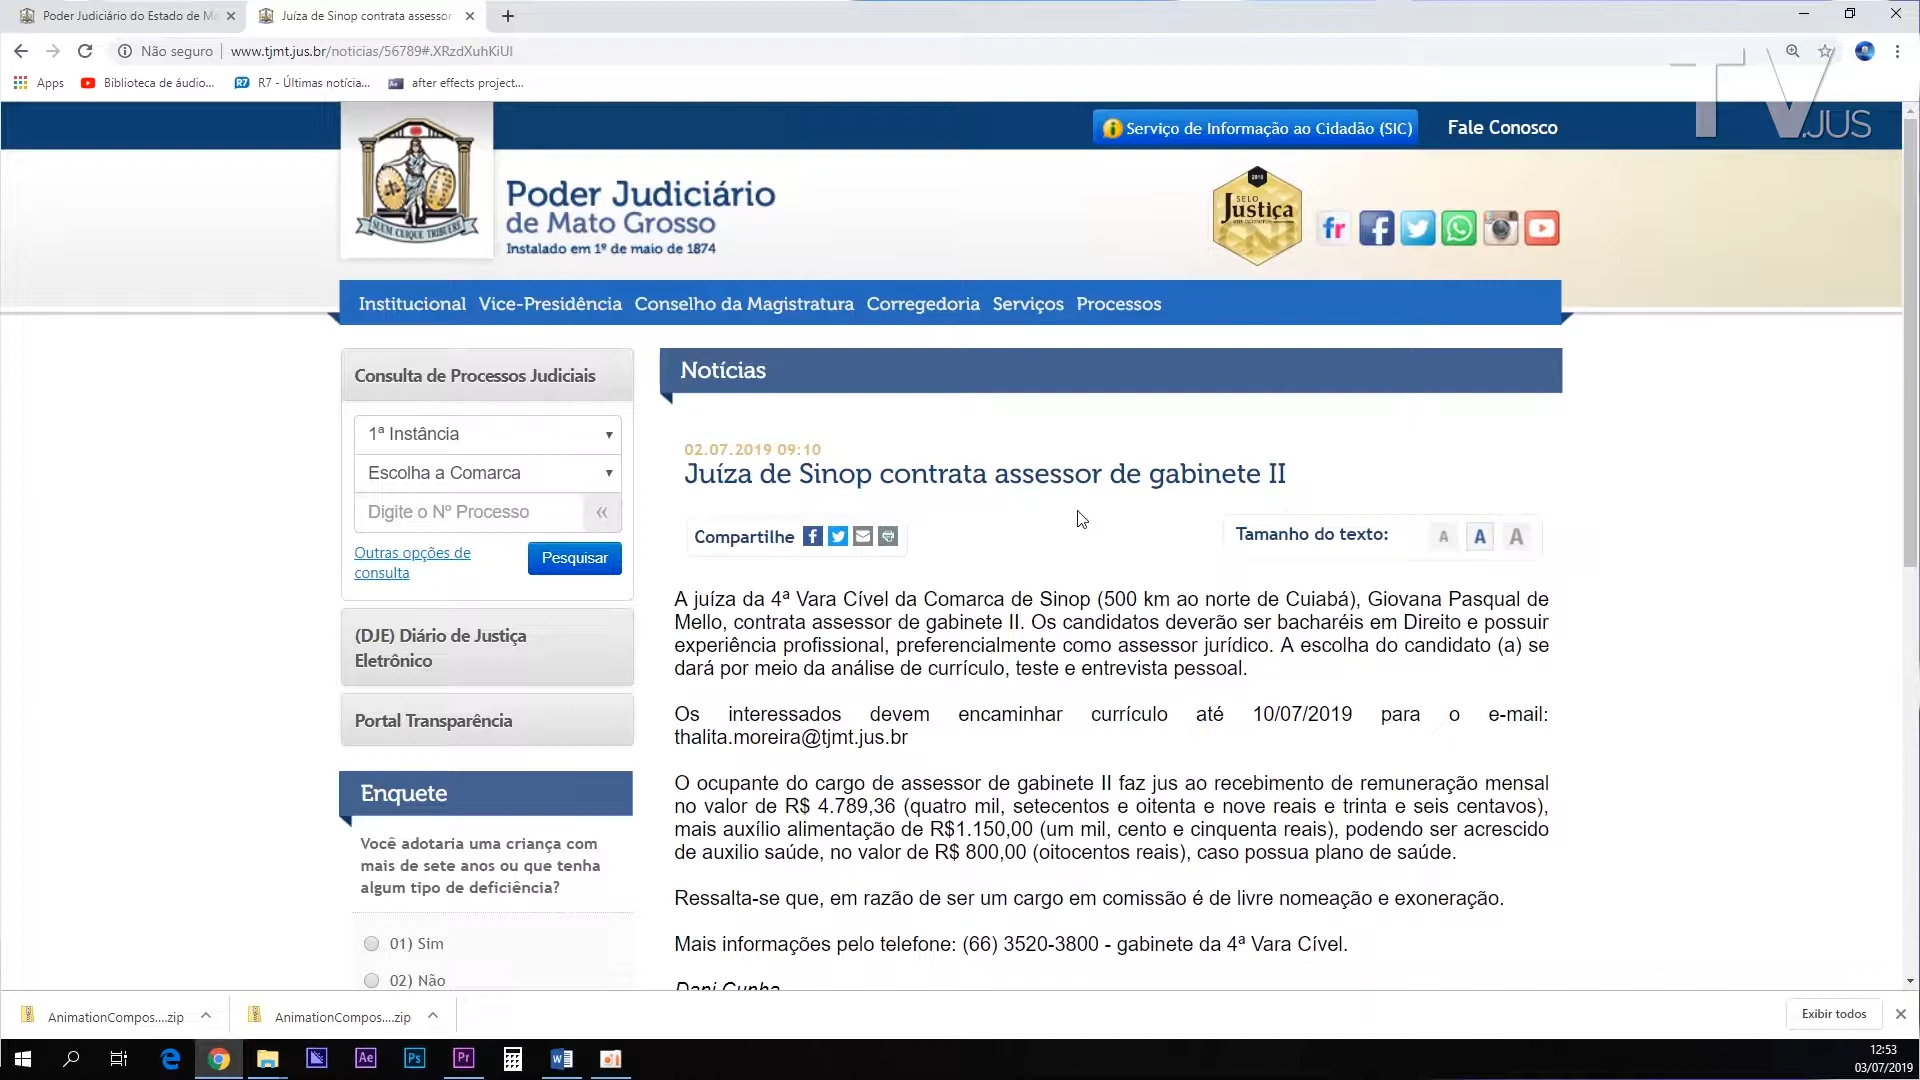 Poder Judiciário do Estado de M
Juíza de Sinop contrata assessor
Não seguro
www.tjmt.jus.br/noticias/56789#.XRzdXuhKiUI
Apps
Biblioteca de áudio...
R7
R7 - Últimas notícia...
Ae
after effects project...
TV.JUS
Serviço de Informação ao Cidadão (SIC)
Fale Conosco
SUUM CUIQUE TRIBUERE
Poder Judiciário
de Mato Grosso
Instalado em 1º de maio de 1874
SELO
Justiça
em números
fr
Institucional Vice-Presidência Conselho da Magistratura Corregedoria Serviços Processos
Consulta de Processos Judiciais
1ª Instância
Escolha a Comarca
Digite o Nº Processo
«
Outras opções de
consulta
Pesquisar
(DJE) Diário de Justiça
Eletrônico
Portal Transparência
Enquete
Você adotaria uma criança com
mais de sete anos ou que tenha
algum tipo de deficiência?
01) Sim
02) Não
Notícias
02.07.2019 09:10
Juíza de Sinop contrata assessor de gabinete II
Compartilhe
Tamanho do texto: A A A
A juíza da 4ª Vara Cível da Comarca de Sinop (500 km ao norte de Cuiabá), Giovana Pasqual de
Mello, contrata assessor de gabinete II. Os candidatos deverão ser bacharéis em Direito e possuir
experiência profissional, preferencialmente como assessor jurídico. A escolha do candidato (a) se
dará por meio da análise de currículo, teste e entrevista pessoal.
Os interessados devem encaminhar currículo até 10/07/2019 para o e-mail:
thalita.moreira@tjmt.jus.br
O ocupante do cargo de assessor de gabinete II faz jus ao recebimento de remuneração mensal
no valor de R$ 4.789,36 (quatro mil, setecentos e oitenta e nove reais e trinta e seis centavos),
mais auxílio alimentação de R$1.150,00 (um mil, cento e cinquenta reais), podendo ser acrescido
de auxilio saúde, no valor de R$ 800,00 (oitocentos reais), caso possua plano de saúde.
Ressalta-se que, em razão de ser um cargo em comissão é de livre nomeação e exoneração.
Mais informações pelo telefone: (66) 3520-3800 - gabinete da 4ª Vara Cível.
Dani Cunha
AnimationCompos....zip
AnimationCompos....zip
Exibir todos
Ae
Ps
Pr
12:53
03/07/2019